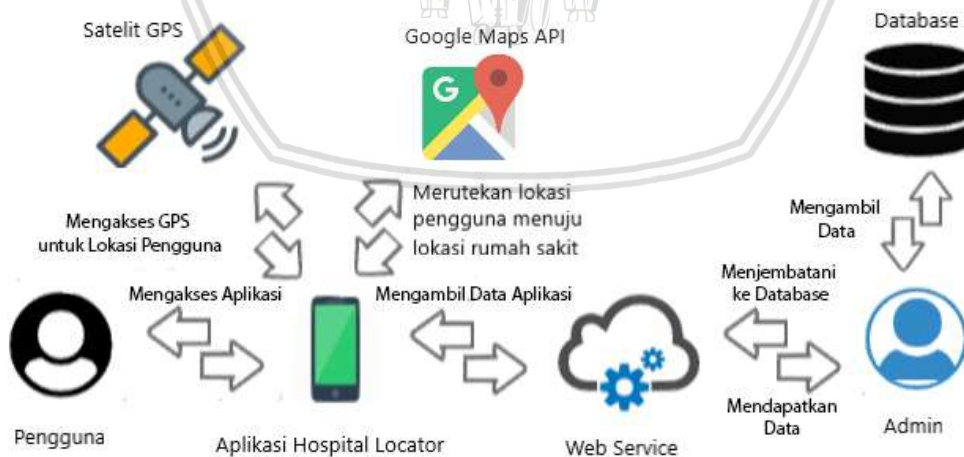 Satelit GPS
Google Maps API
Database
G
Mengakses GPS
untuk Lokasi Pengguna
Merutekan lokasi
pengguna menuju
lokasi rumah sakit
Mengambil
Data
Mengakses Aplikasi
Mengambil Data Aplikasi
Menjembatani
ke Database
Mendapatkan
Data
Pengguna
Aplikasi Hospital Locator
Web Service
Admin